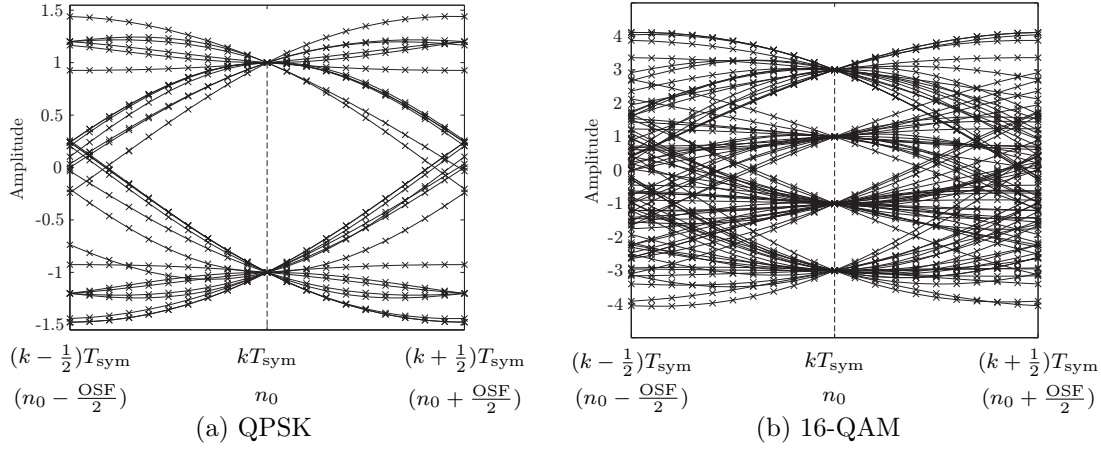 1.5
1
0.5
0
-0.5
-1
-1.5
Amplitude
(k − 1/2)T_sym kT_sym (k + 1/2)T_sym
(n_0 − OSF/2) n_0 (n_0 + OSF/2)
(a) QPSK
4
3
2
1
0
-1
-2
-3
-4
Amplitude
(k − 1/2)T_sym kT_sym (k + 1/2)T_sym
(n_0 − OSF/2) n_0 (n_0 + OSF/2)
(b) 16-QAM